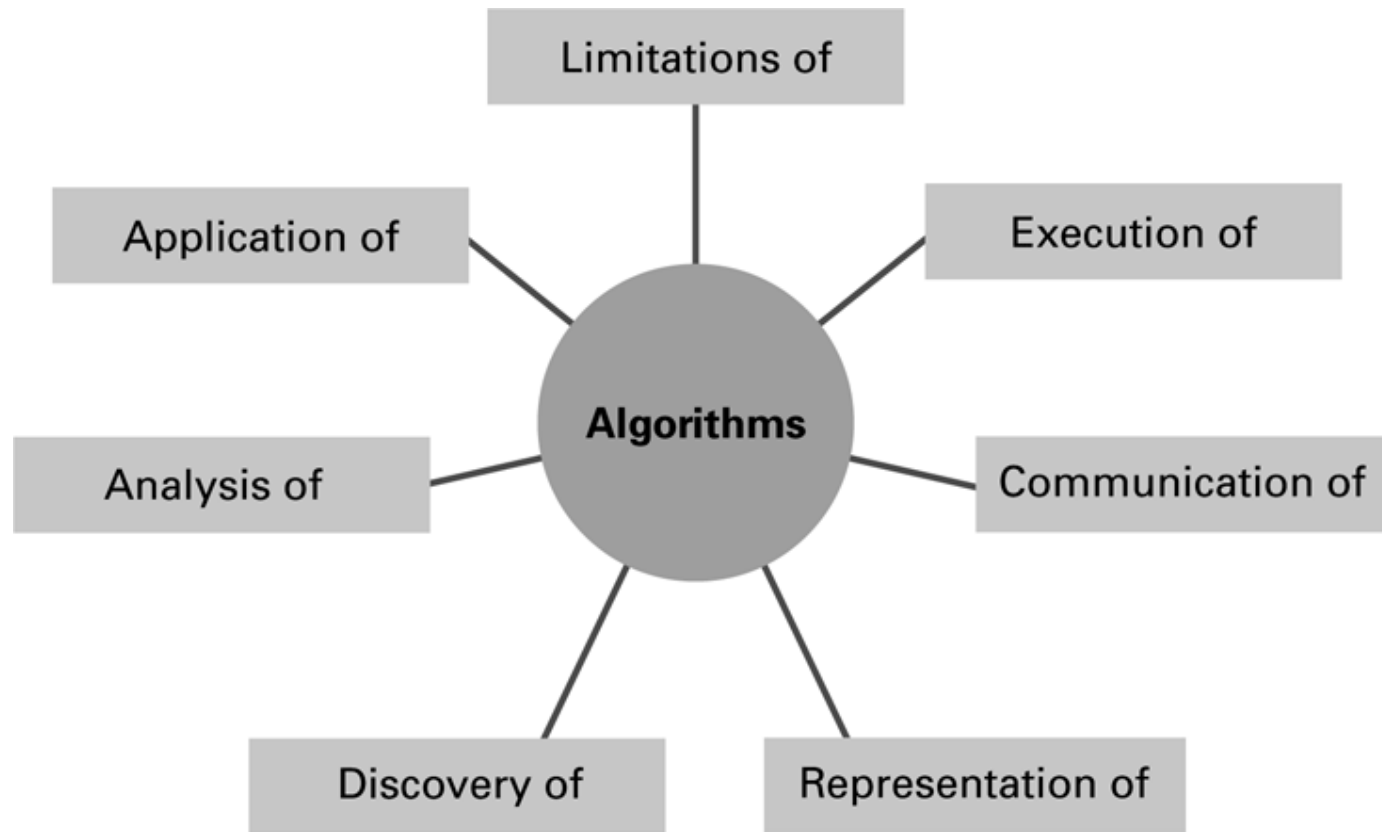 Limitations of
Application of
Execution of
Algorithms
Analysis of
Communication of
Discovery of
Representation of